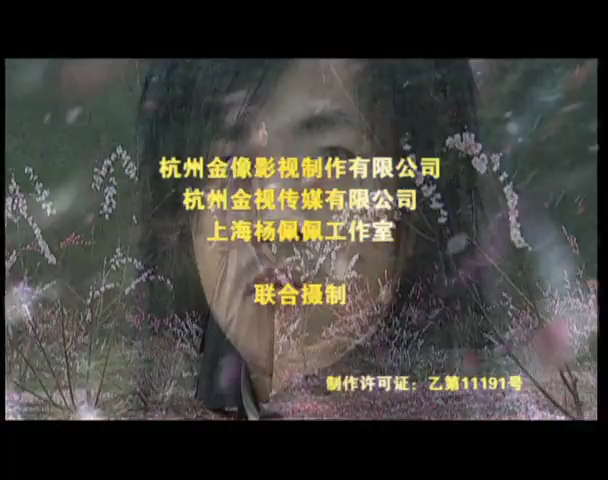 杭州金像影视制作有限公司
杭州金视传媒有限公司
上海杨佩佩工作室
联合摄制
制作许可证：乙第11191号